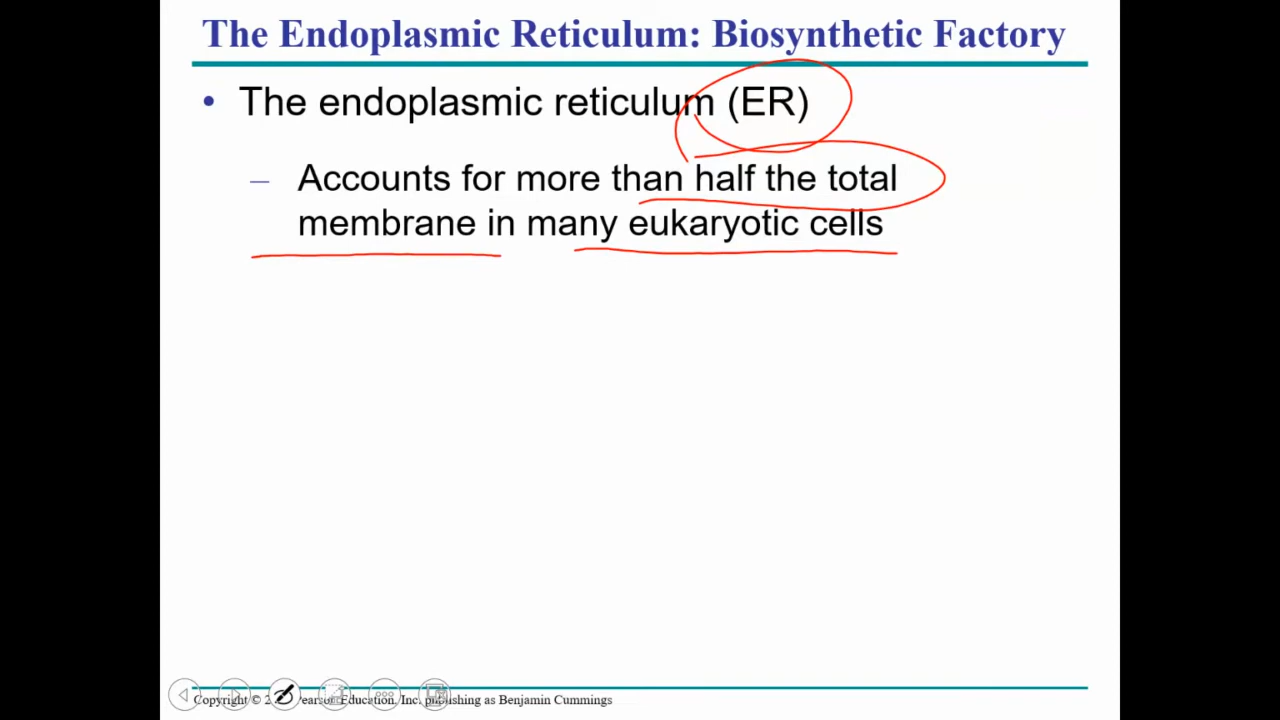 The Endoplasmic Reticulum: Biosynthetic Factory
• The endoplasmic reticulum (ER)
– Accounts for more than half the total
membrane in many eukaryotic cells
Copyright © Education, Inc. publishing as Benjamin Cummings